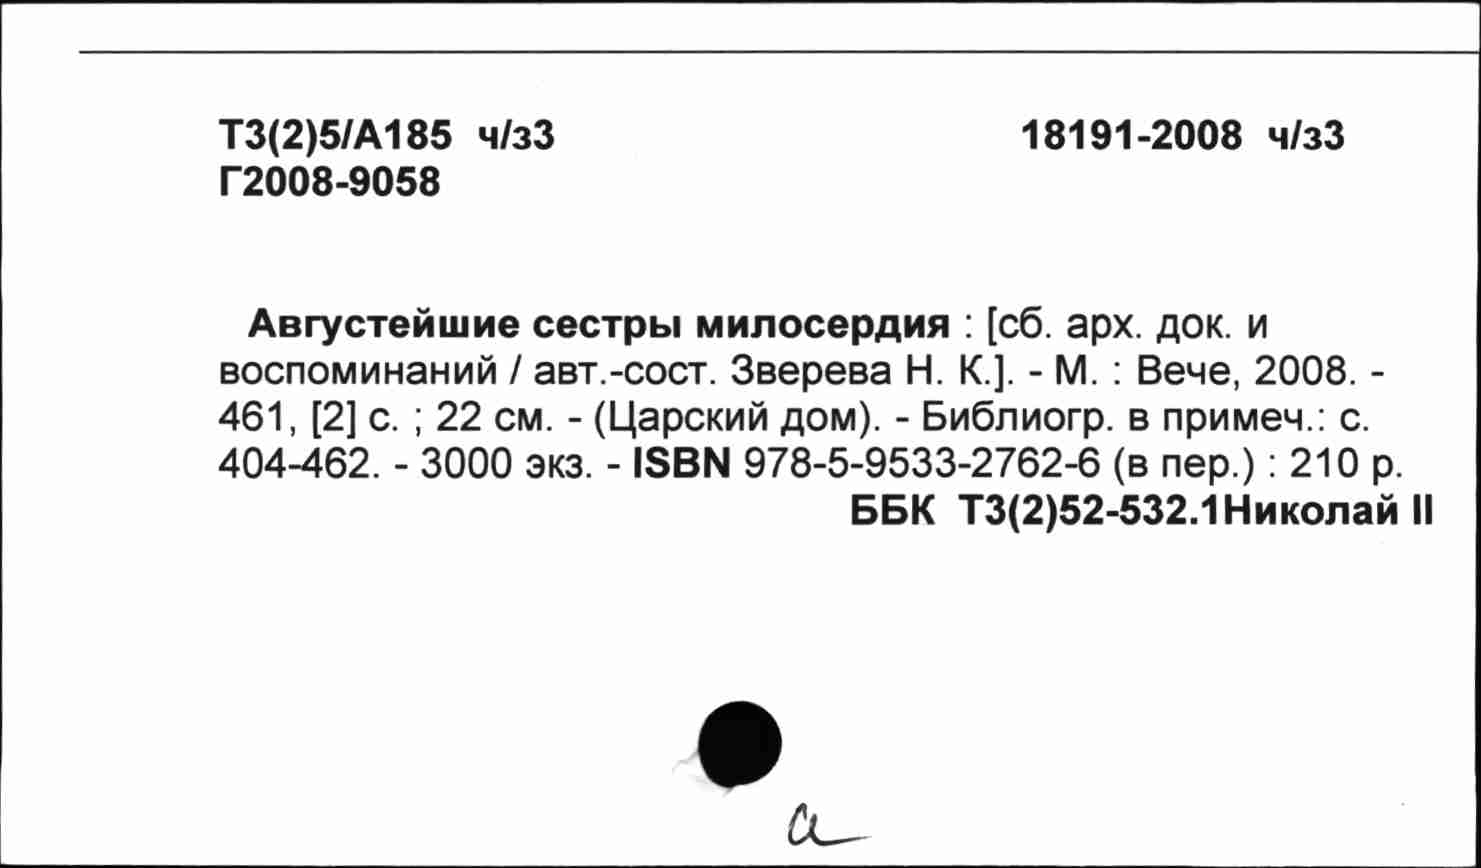 Т3(2)5/А185 ч/з3 18191-2008 ч/з3
Г2008-9058
Августейшие сестры милосердия : [сб. арх. док. и
воспоминаний / авт.-сост. Зверева Н. К.]. - М. : Вече, 2008. -
461, [2] с. ; 22 см. - (Царский дом). - Библиогр. в примеч.: с.
404-462. - 3000 экз. - ISBN 978-5-9533-2762-6 (в пер.) : 210 р.
ББК Т3(2)52-532.1Николай II
а